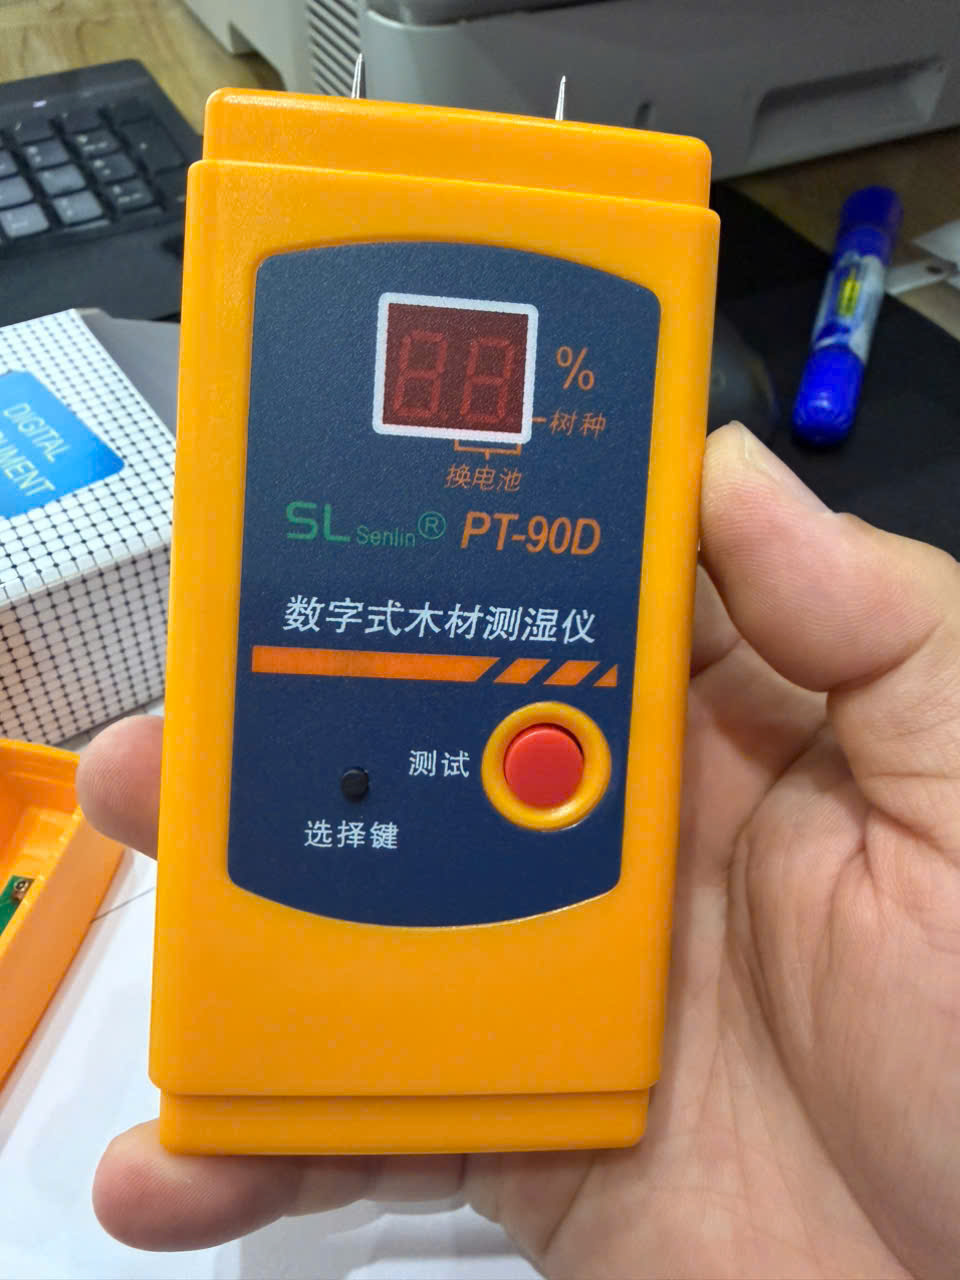 %
树种
换电池
SL Senlin® PT-90D
数字式木材测湿仪
测试
选择键
DIGITAL